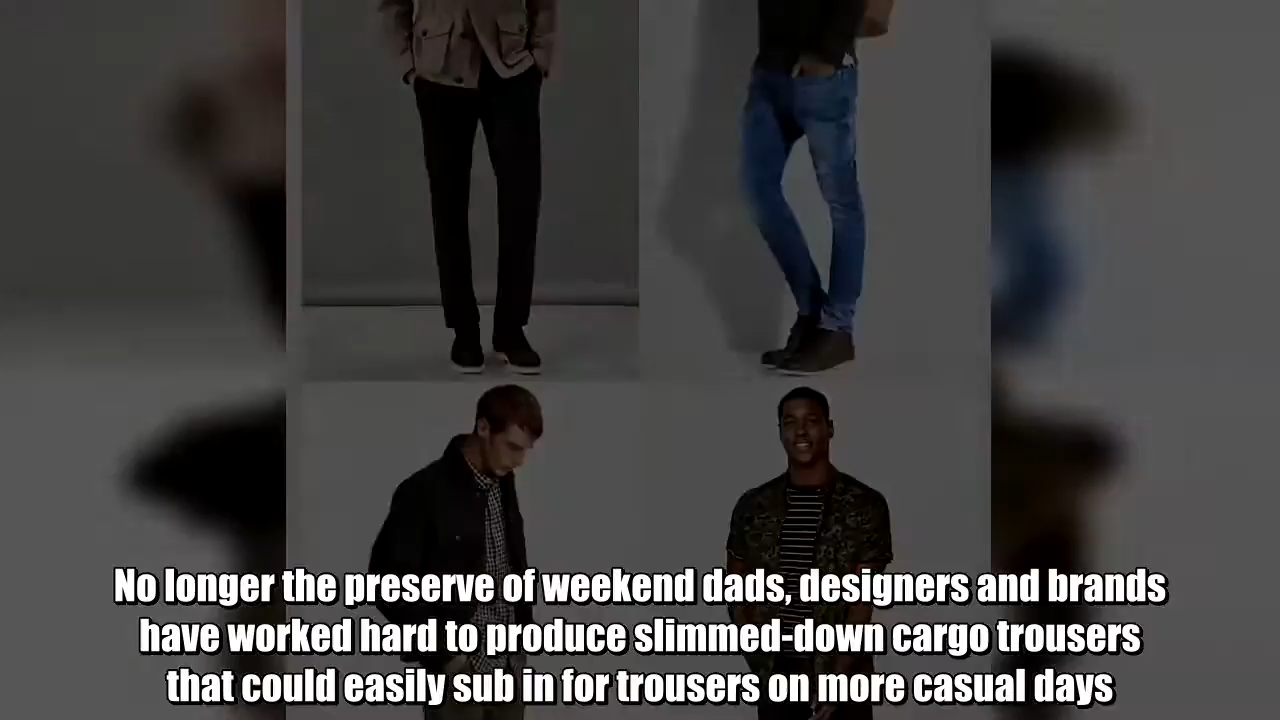 No longer the preserve of weekend dads, designers and brands
have worked hard to produce slimmed-down cargo trousers
that could easily sub in for trousers on more casual days